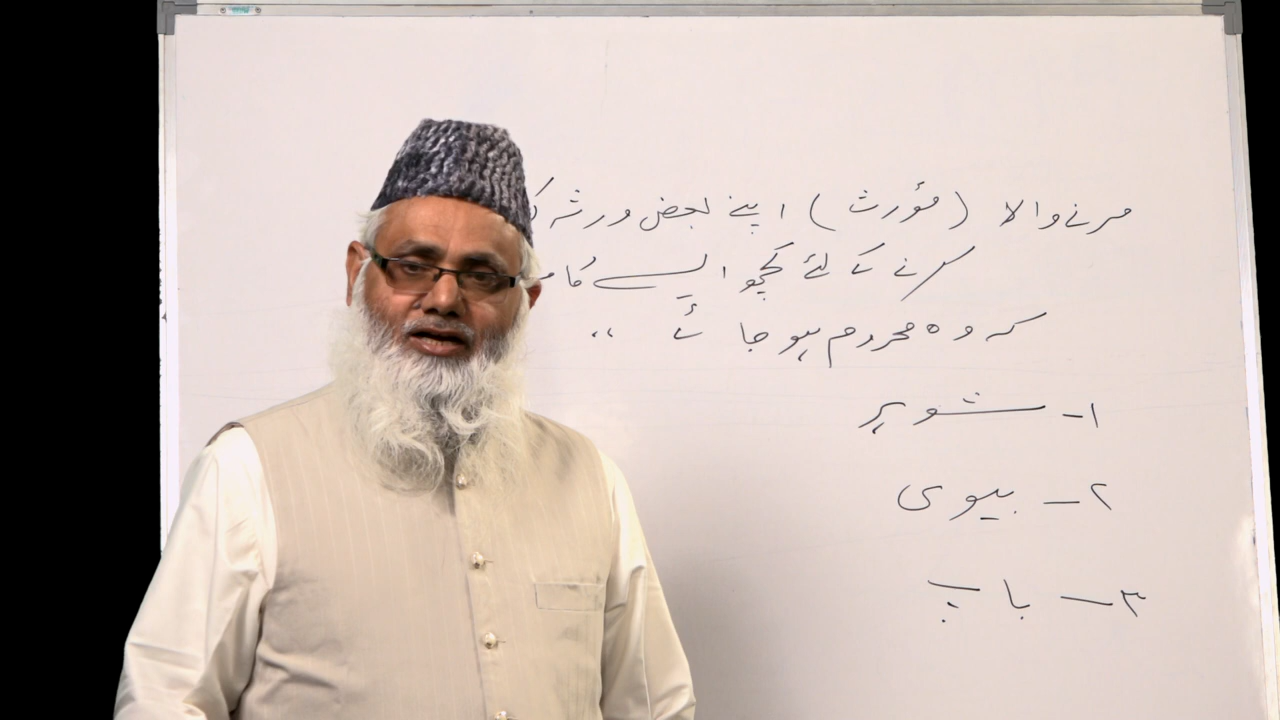 مرنے والا (مؤرث) اپنے بعض ورثہ
کرنے کے لئے کچھ ایسے کام
کہ وہ محروم ہو جائے ،،
۱- شوہر
۲- بیوی
۳- باپ